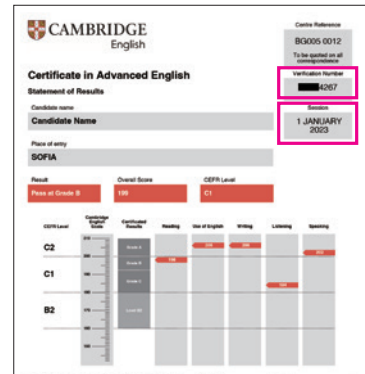 CAMBRIDGE
English
Centre Reference
BG005 0012
To be quoted on all
correspondence
Certificate in Advanced English
Verification Number
4267
Statement of Results
Session
1 JANUARY
2023
Candidate name
Candidate Name
Place of entry
SOFIA
Result
Overall Score
CEFR Level
Pass at Grade B
199
C1
CEFR Level
Cambridge
English
Scale
Certificated
Results
Reading
Use of English
Writing
Listening
Speaking
C2
Grade A
Grade B
C1
Grade C
B2
Level B2